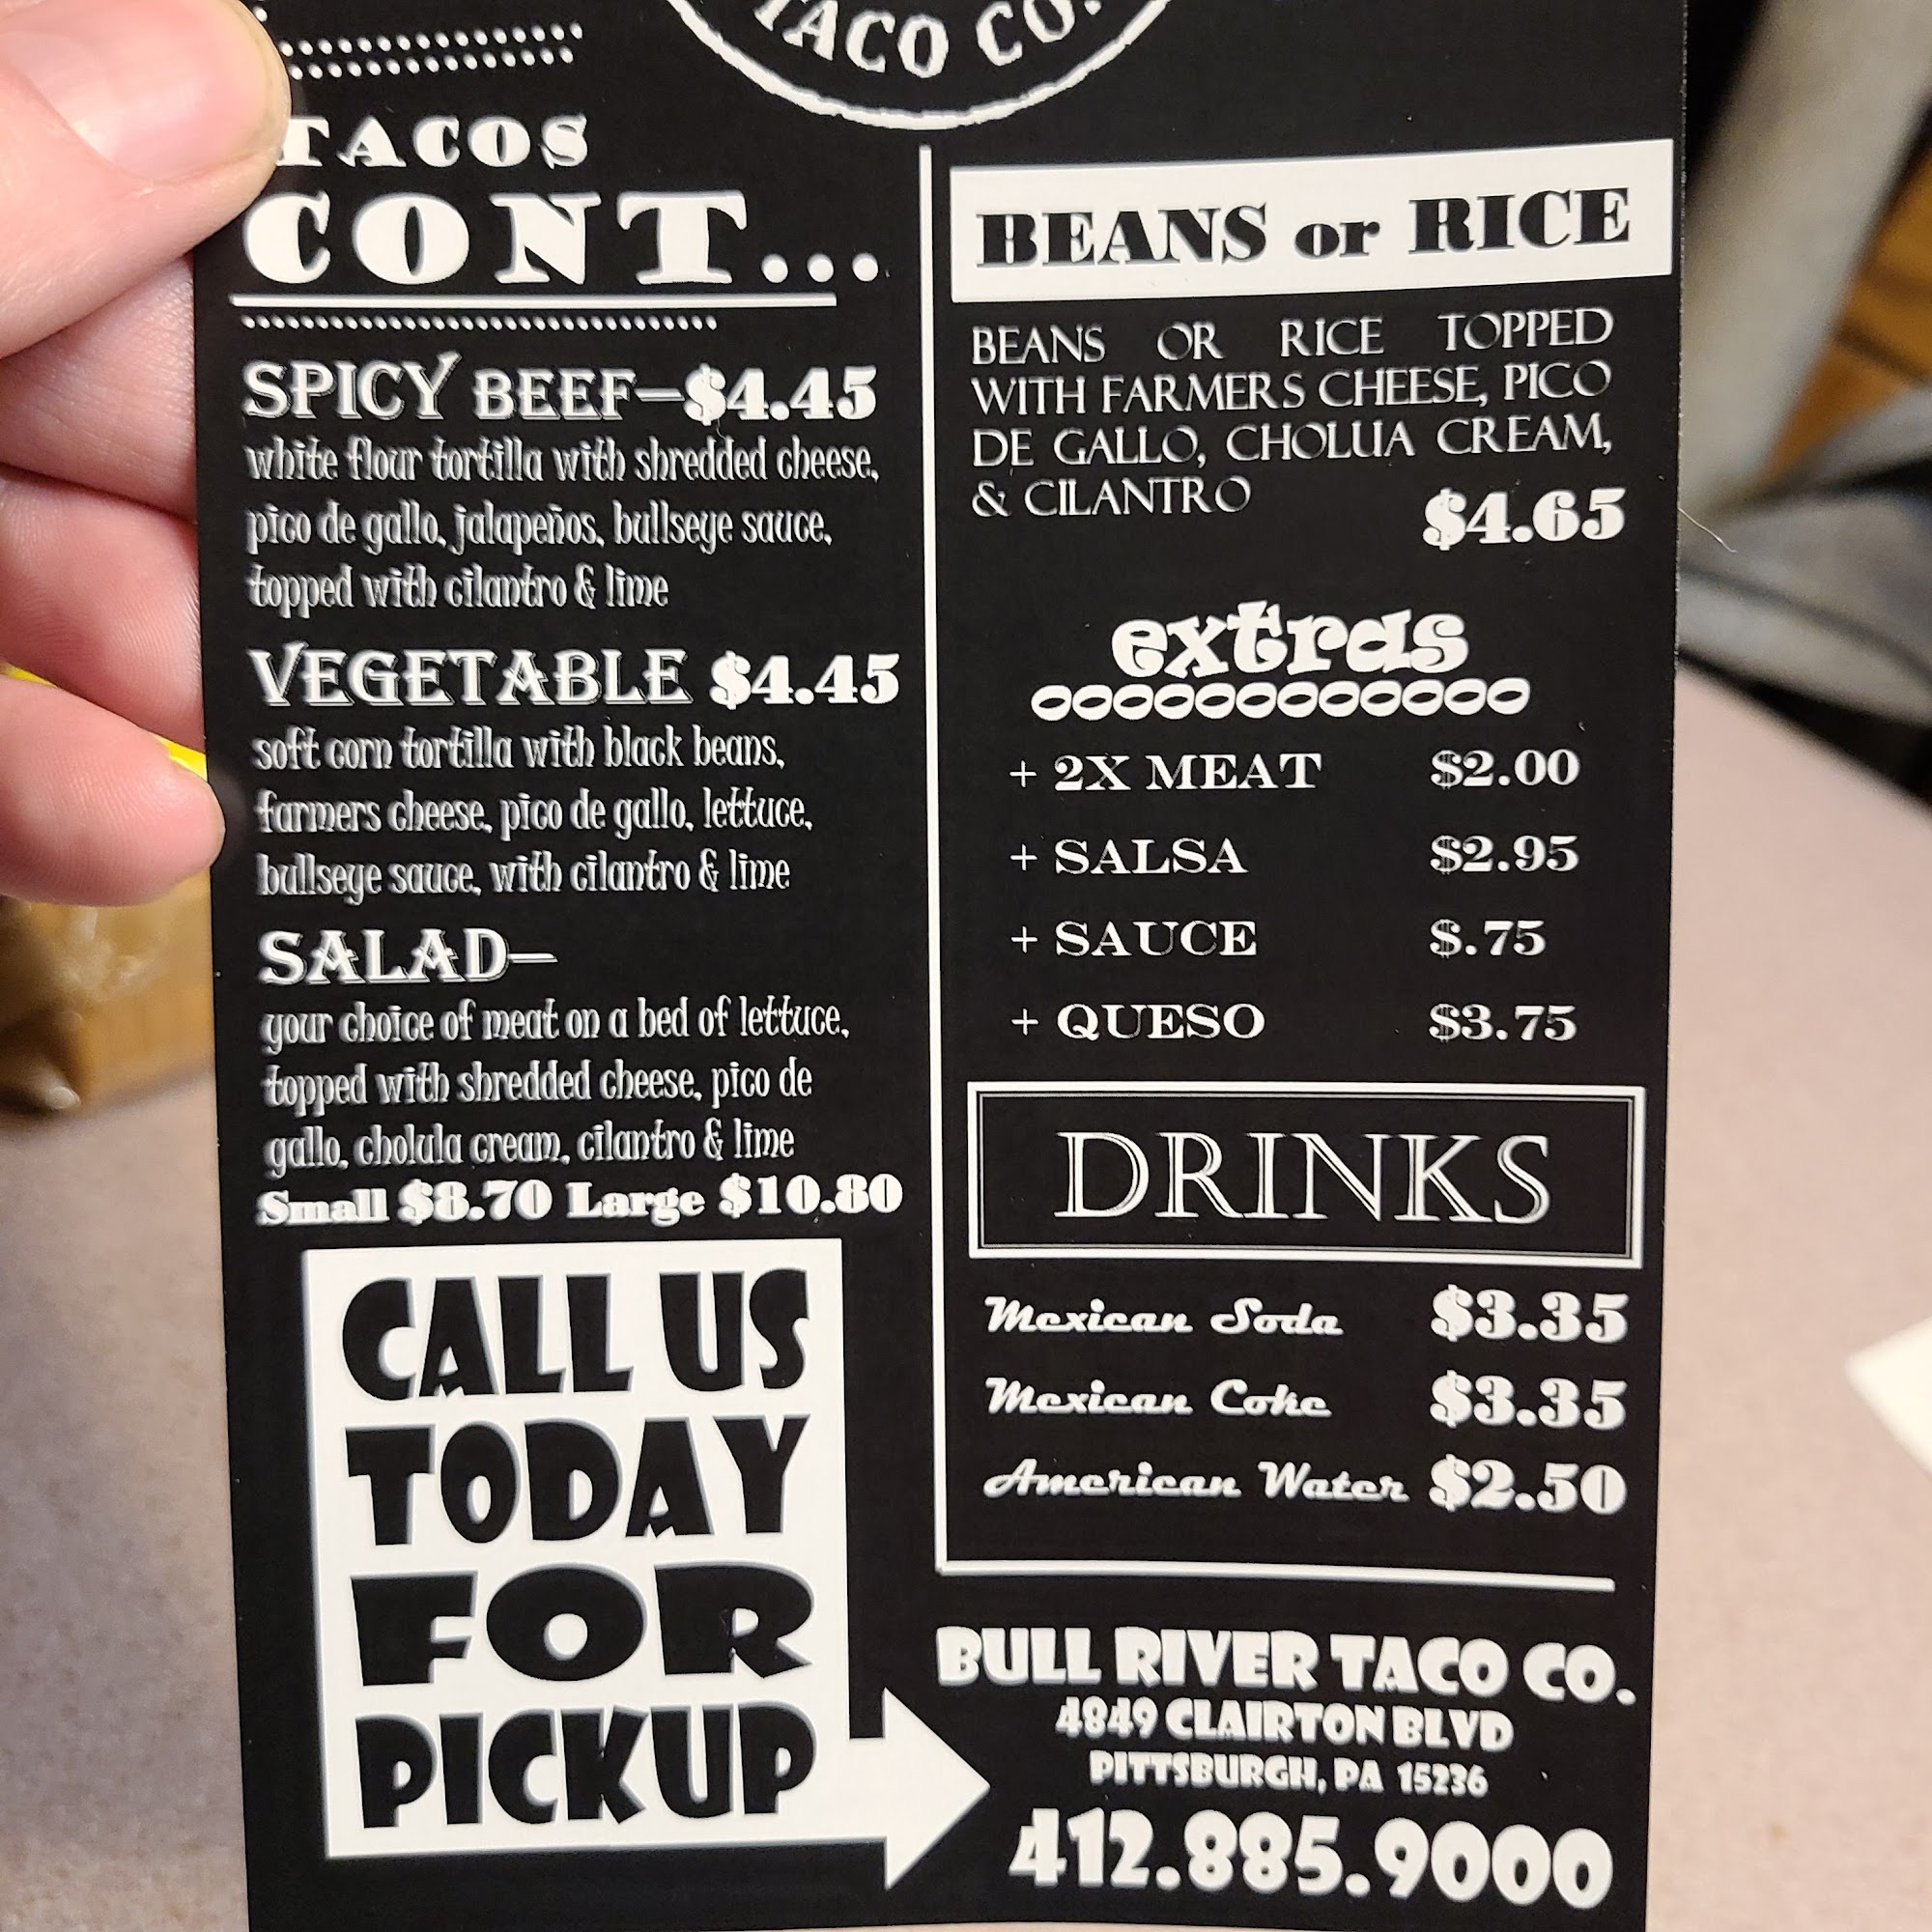 TACO CO.
TACOS
CONT...
SPICY BEEF—$4.45
white flour tortilla with shredded cheese,
pico de gallo, jalapeños, bullseye sauce,
topped with cilantro & lime
VEGETABLE $4.45
soft corn tortilla with black beans,
farmers cheese, pico de gallo, lettuce,
bullseye sauce, with cilantro & lime
SALAD—
your choice of meat on a bed of lettuce,
topped with shredded cheese, pico de
gallo, cholula cream, cilantro & lime
Small $8.70 Large $10.80
CALL US
TODAY
FOR
PICKUP
BEANS or RICE
BEANS OR RICE TOPPED
WITH FARMERS CHEESE, PICO
DE GALLO, CHOLUA CREAM,
& CILANTRO
$4.65
extras
+ 2X MEAT $2.00
+ SALSA $2.95
+ SAUCE $.75
+ QUESO $3.75
DRINKS
Mexican Soda $3.35
Mexican Coke $3.35
American Water $2.50
BULL RIVER TACO CO.
4849 CLAIRTON BLVD
PITTSBURGH, PA 15236
412.885.9000